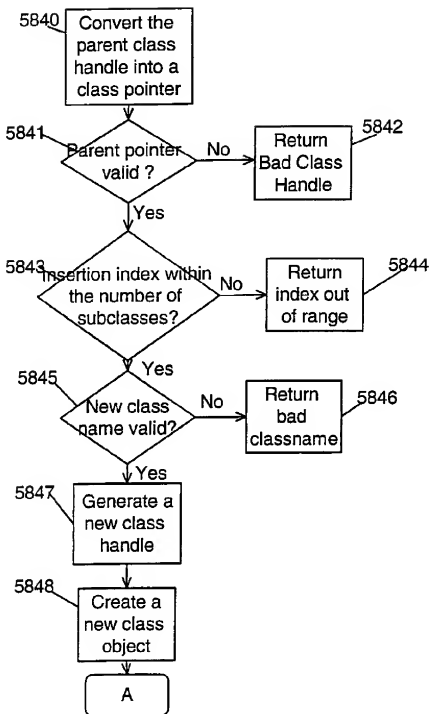 5840
Convert the
parent class
handle into a
class pointer
5841
Parent pointer
valid ?
No
Return
Bad Class
Handle
5842
Yes
5843
Insertion index within
the number of
subclasses?
No
Return
index out
of range
5844
Yes
5845
New class
name valid?
No
Return
bad
classname
5846
Yes
5847
Generate a
new class
handle
5848
Create a
new class
object
A